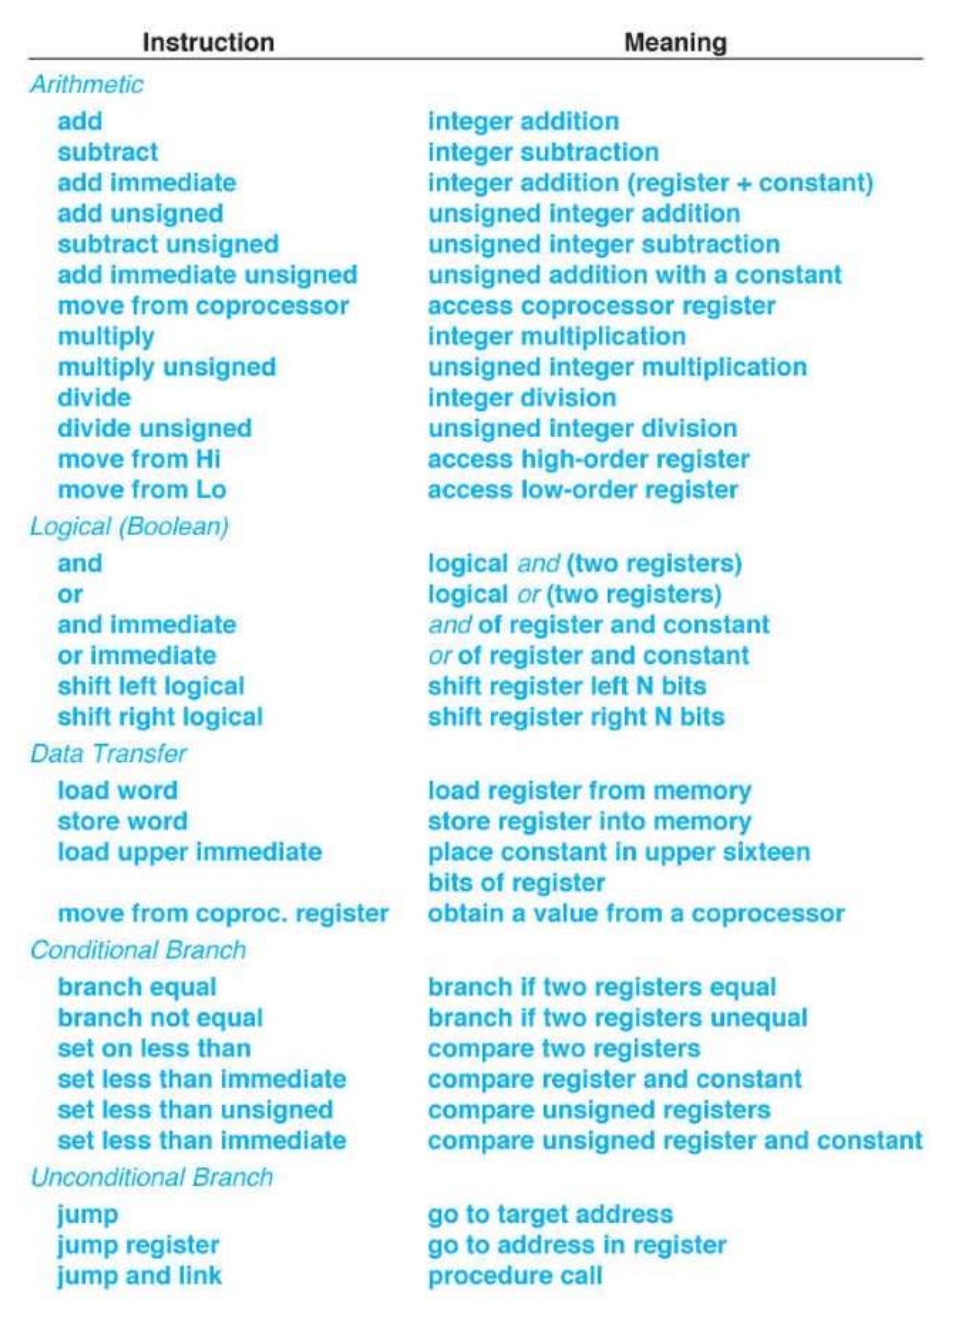 Instruction Meaning
Arithmetic
add integer addition
subtract integer subtraction
add immediate integer addition (register + constant)
add unsigned unsigned integer addition
subtract unsigned unsigned integer subtraction
add immediate unsigned unsigned addition with a constant
move from coprocessor access coprocessor register
multiply integer multiplication
multiply unsigned unsigned integer multiplication
divide integer division
divide unsigned unsigned integer division
move from Hi access high-order register
move from Lo access low-order register
Logical (Boolean)
and logical and (two registers)
or logical or (two registers)
and immediate and of register and constant
or immediate or of register and constant
shift left logical shift register left N bits
shift right logical shift register right N bits
Data Transfer
load word load register from memory
store word store register into memory
load upper immediate place constant in upper sixteen
bits of register
move from coproc. register obtain a value from a coprocessor
Conditional Branch
branch equal branch if two registers equal
branch not equal branch if two registers unequal
set on less than compare two registers
set less than immediate compare register and constant
set less than unsigned compare unsigned registers
set less than immediate compare unsigned register and constant
Unconditional Branch
jump go to target address
jump register go to address in register
jump and link procedure call